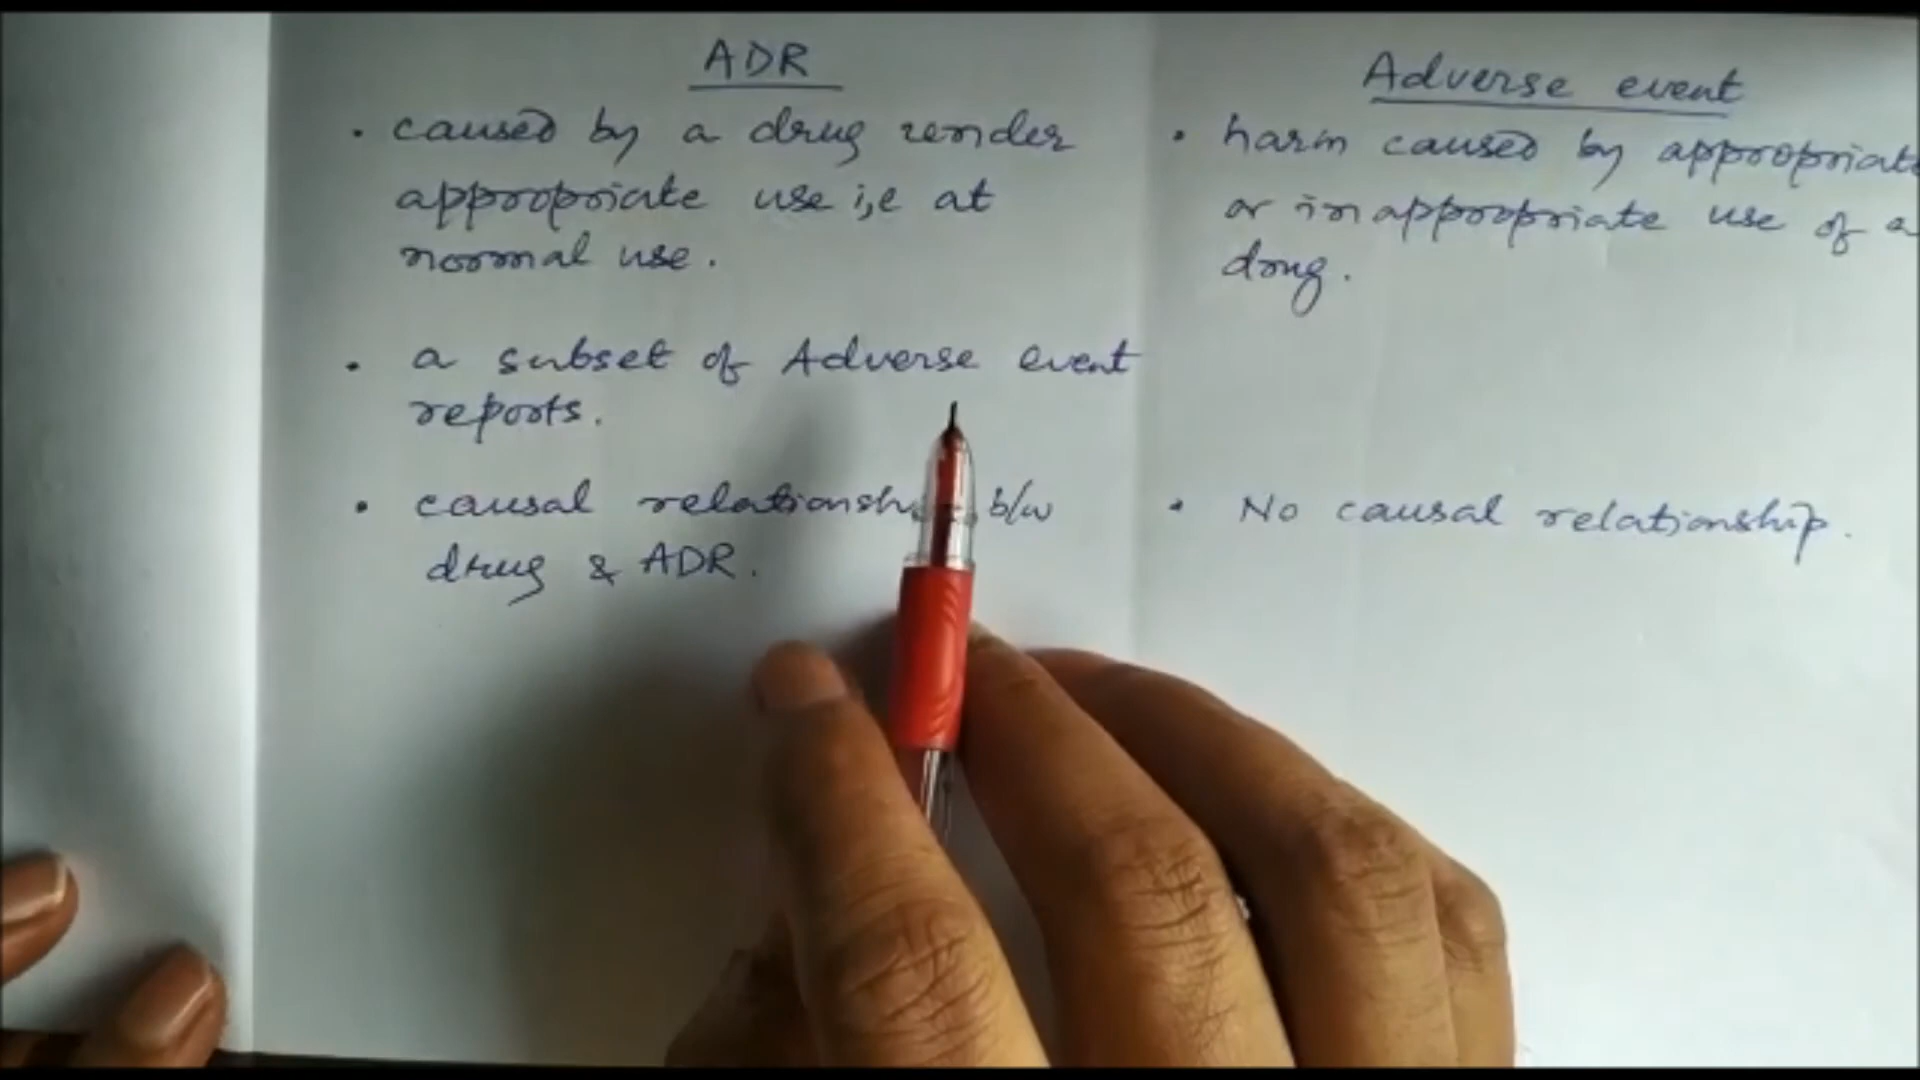 ADR
• caused by a drug under
appropriate use i,e at
normal use.
• a subset of Adverse event
reports.
• causal b/w
drug & ADR.
Adverse event
• harm caused by appropriate
or inappropriate use of a
drug.
• No causal relationship.